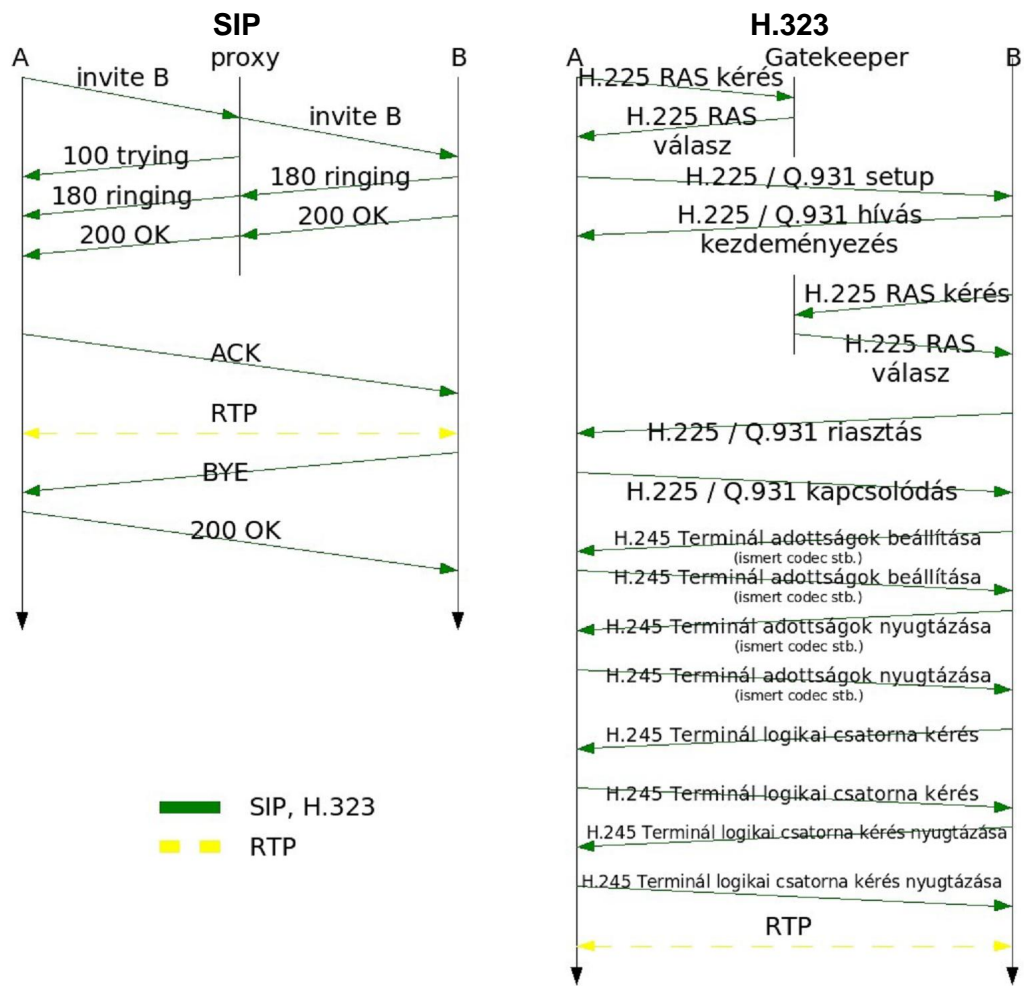 SIP
A
proxy
B
invite B
invite B
100 trying
180 ringing
180 ringing
200 OK
200 OK
ACK
RTP
BYE
200 OK
SIP, H.323
RTP
H.323
A
Gatekeeper
B
H.225 RAS kérés
H.225 RAS
válasz
H.225 / Q.931 setup
H.225 / Q.931 hívás
kezdeményezés
H.225 RAS kérés
H.225 RAS
válasz
H.225 / Q.931 riasztás
H.225 / Q.931 kapcsolódás
H.245 Terminál adottságok beállítása
(ismert codec stb.)
H.245 Terminál adottságok beállítása
(ismert codec stb.)
H.245 Terminál adottságok nyugtázása
(ismert codec stb.)
H.245 Terminál adottságok nyugtázása
(ismert codec stb.)
H.245 Terminál logikai csatorna kérés
H.245 Terminál logikai csatorna kérés
H.245 Terminál logikai csatorna kérés nyugtázása
H.245 Terminál logikai csatorna kérés nyugtázása
RTP